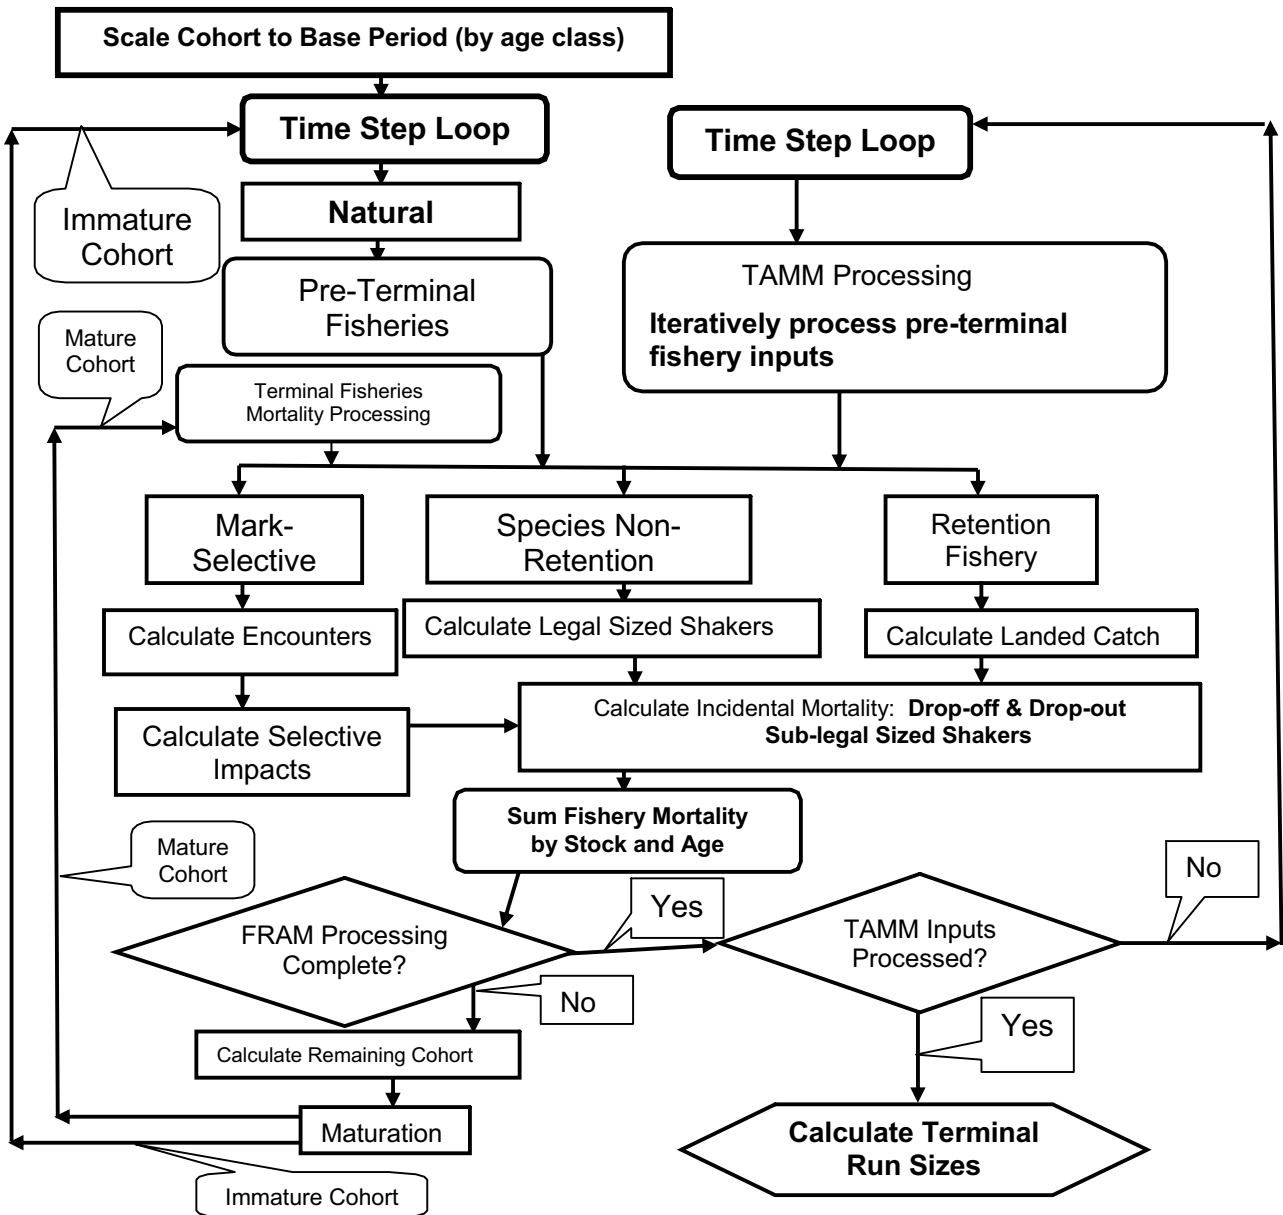 Scale Cohort to Base Period (by age class)
Time Step Loop
Time Step Loop
Natural
Immature
Cohort
Pre-Terminal
Fisheries
TAMM Processing
Iteratively process pre-terminal
fishery inputs
Mature
Cohort
Terminal Fisheries
Mortality Processing
Mark-
Selective
Species Non-
Retention
Retention
Fishery
Calculate Encounters
Calculate Legal Sized Shakers
Calculate Landed Catch
Calculate Selective
Impacts
Calculate Incidental Mortality: Drop-off & Drop-out
Sub-legal Sized Shakers
Sum Fishery Mortality
by Stock and Age
Mature
Cohort
FRAM Processing
Complete?
Yes
TAMM Inputs
Processed?
No
No
Yes
Calculate Remaining Cohort
Maturation
Immature Cohort
Calculate Terminal
Run Sizes